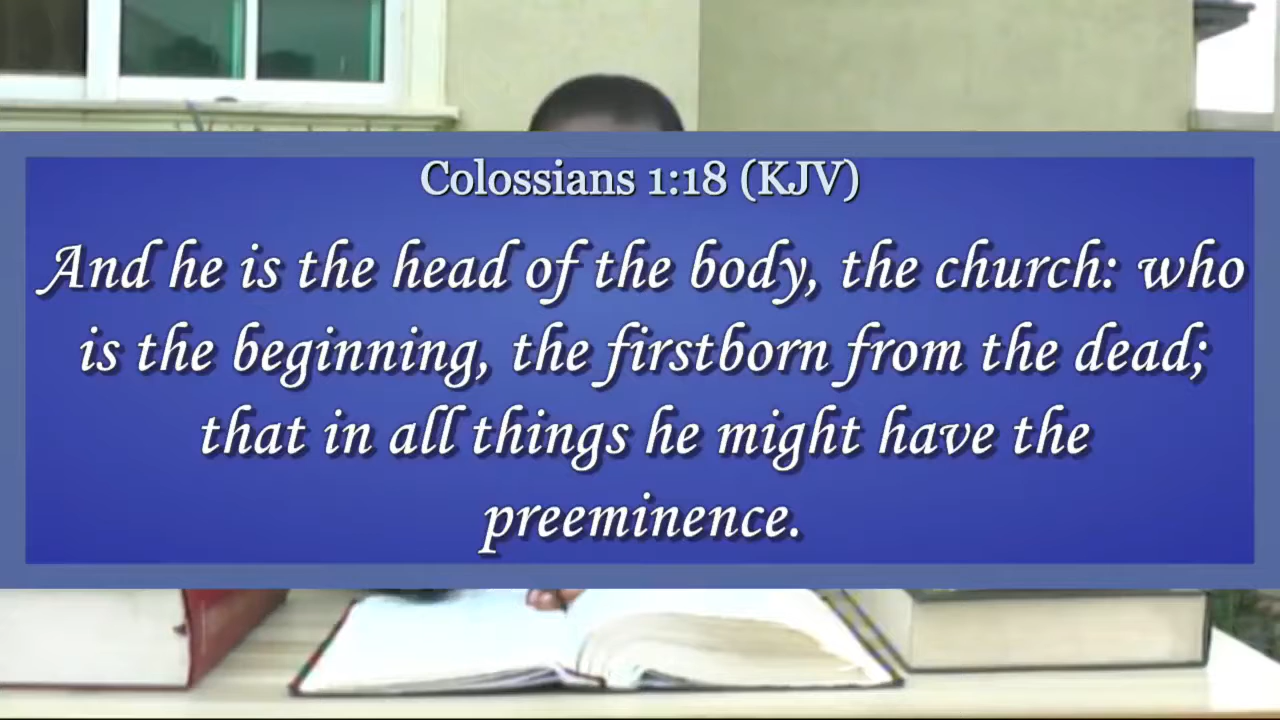 Colossians 1:18 (KJV)
And he is the head of the body, the church: who
is the beginning, the firstborn from the dead;
that in all things he might have the
preeminence.